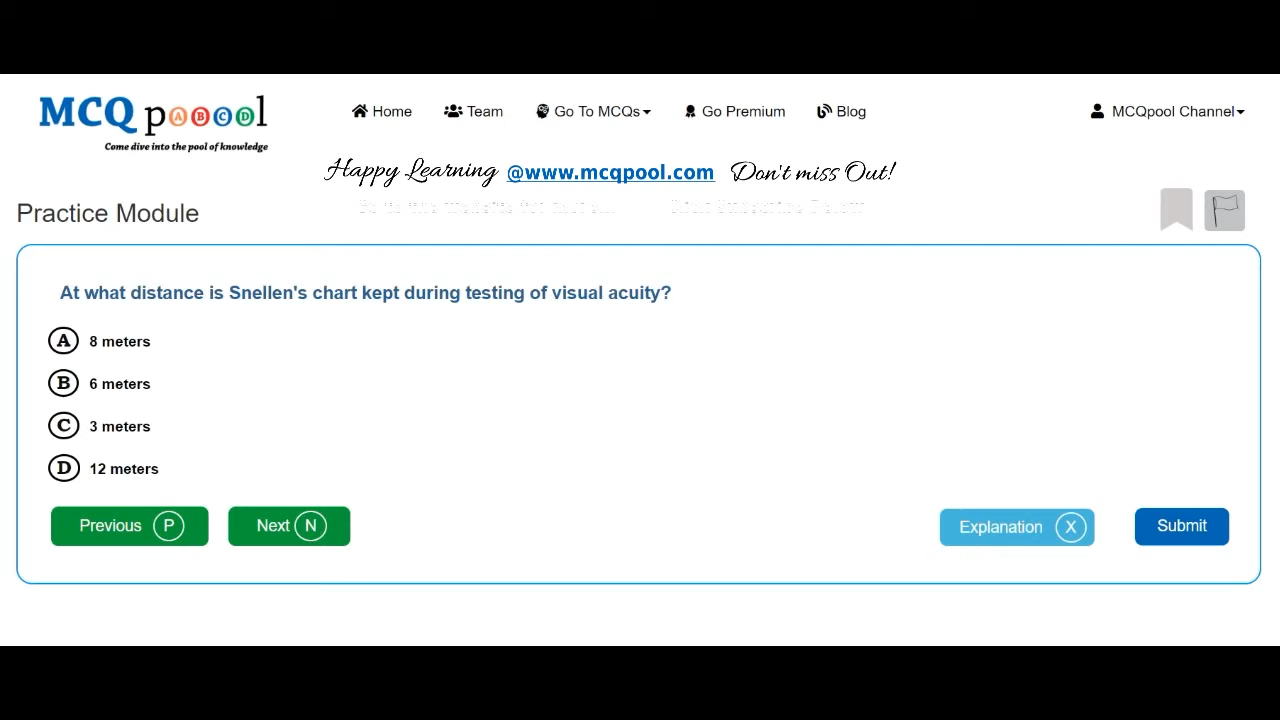 MCQ pooool
Come dive into the pool of knowledge
Home Team Go To MCQs Go Premium Blog MCQpool Channel
Happy Learning @www.mcqpool.com Don't miss Out!
Practice Module
At what distance is Snellen's chart kept during testing of visual acuity?
A 8 meters
B 6 meters
C 3 meters
D 12 meters
Previous P Next N Explanation X Submit